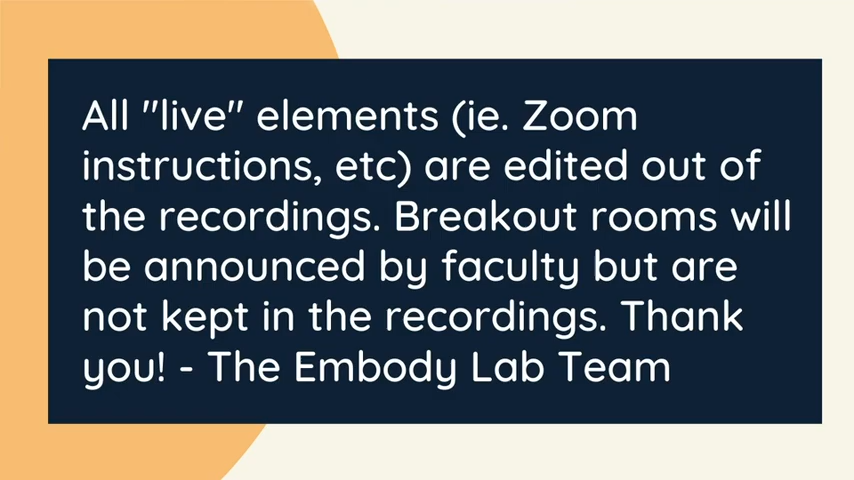 All "live" elements (ie. Zoom
instructions, etc) are edited out of
the recordings. Breakout rooms will
be announced by faculty but are
not kept in the recordings. Thank
you! - The Embody Lab Team